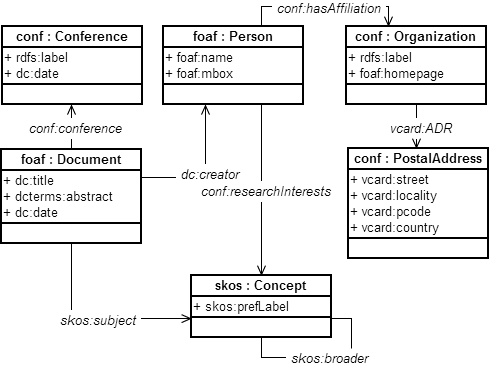 conf:hasAffiliation
conf : Conference
+ rdfs:label
+ dc:date
foaf : Person
+ foaf:name
+ foaf:mbox
conf : Organization
+ rdfs:label
+ foaf:homepage
conf:conference
vcard:ADR
foaf : Document
+ dc:title
+ dcterms:abstract
+ dc:date
dc:creator
conf:researchInterests
conf : PostalAddress
+ vcard:street
+ vcard:locality
+ vcard:pcode
+ vcard:country
skos : Concept
+ skos:prefLabel
skos:subject
skos:broader